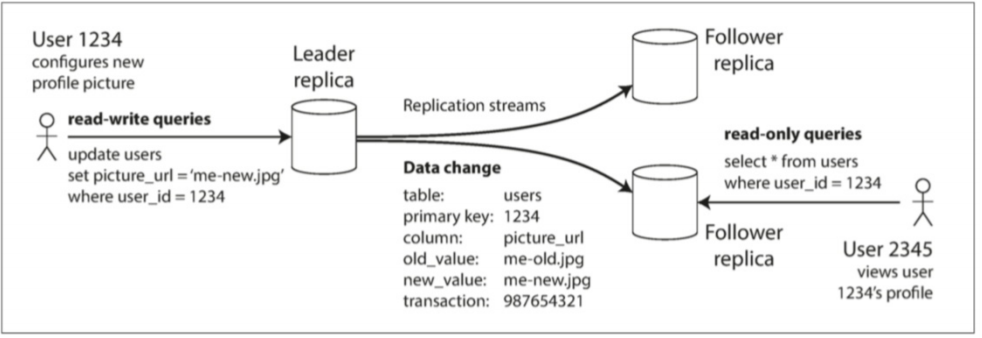 User 1234
configures new
profile picture
read-write queries
update users
set picture_url ='me-new.jpg'
where user_id = 1234
Leader
replica
Replication streams
Data change
table: users
primary key: 1234
column: picture_url
old_value: me-old.jpg
new_value: me-new.jpg
transaction: 987654321
Follower
replica
read-only queries
select * from users
where user_id = 1234
Follower
replica
User 2345
views user
1234's profile